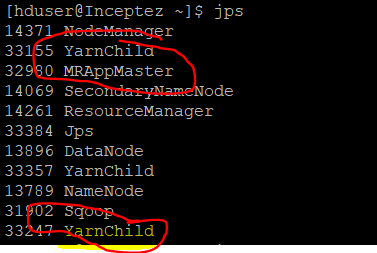 [hduser@Inceptez ~]$ jps
14371 NodeManager
33155 YarnChild
32980 MRAppMaster
14069 SecondaryNameNode
14261 ResourceManager
33384 Jps
13896 DataNode
33357 YarnChild
13789 NameNode
31902 Sqoop
33247 YarnChild